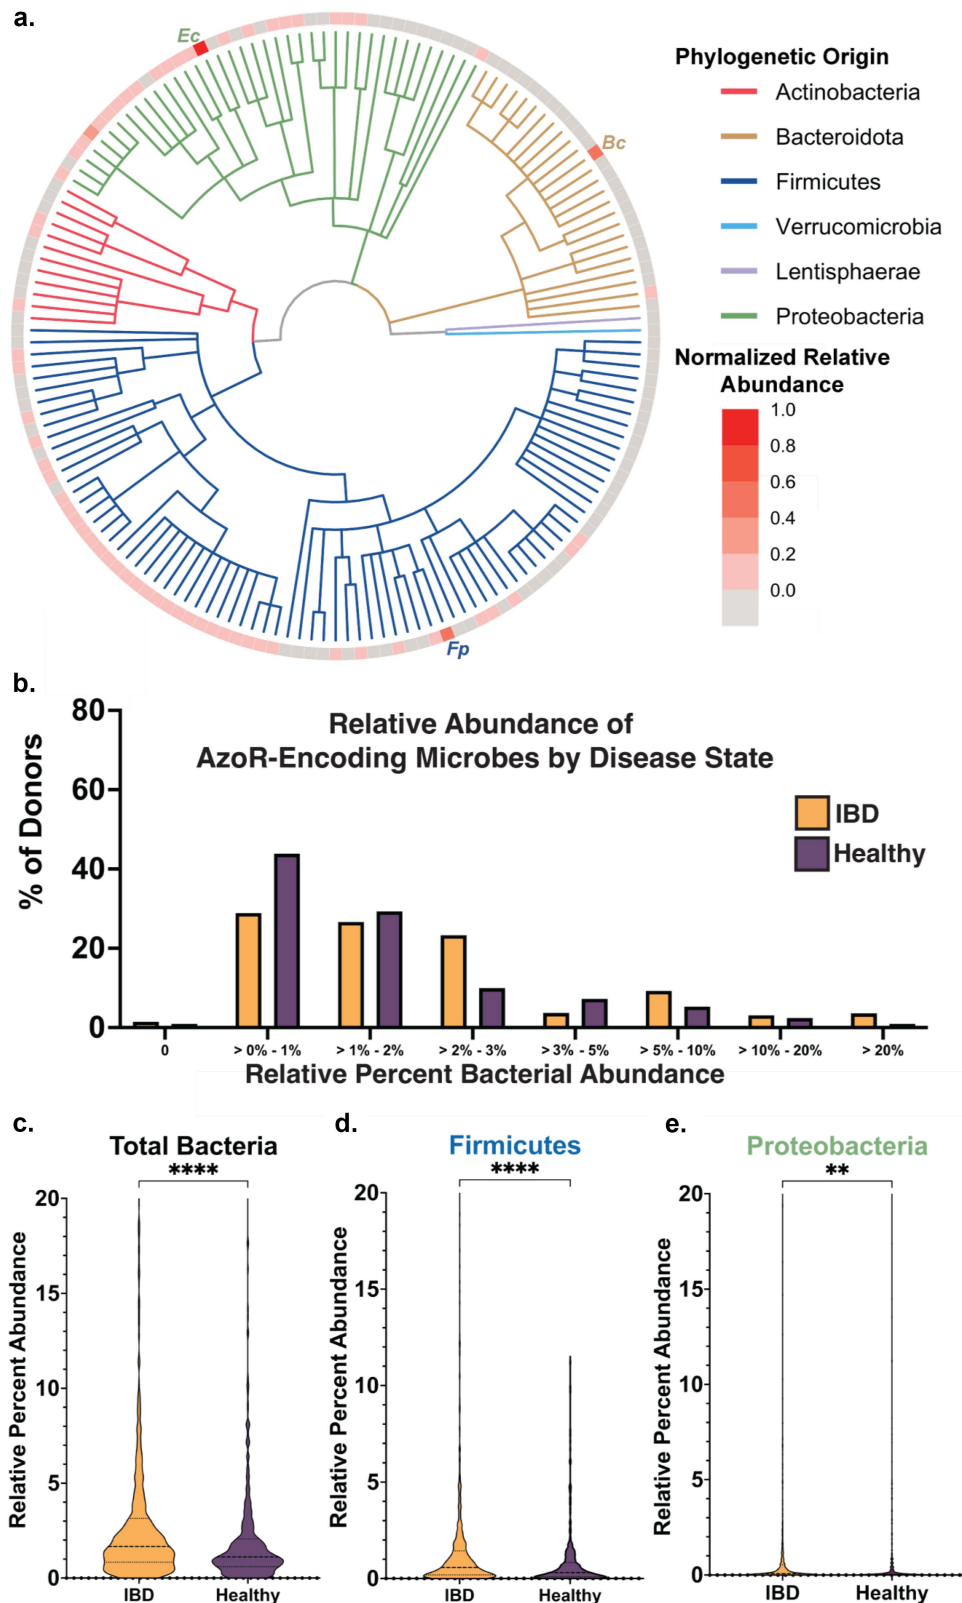 a.
Ec
Bc
Fp
Phylogenetic Origin
Actinobacteria
Bacteroidota
Firmicutes
Verrucomicrobia
Lentisphaerae
Proteobacteria
Normalized Relative
Abundance
1.0
0.8
0.6
0.4
0.2
0.0
b.
Relative Abundance of
AzoR-Encoding Microbes by Disease State
% of Donors
80
60
40
20
0
IBD
Healthy
0
> 0% - 1%
> 1% - 2%
> 2% - 3%
> 3% - 5%
> 5% - 10%
> 10% - 20%
> 20%
Relative Percent Bacterial Abundance
c.
Total Bacteria
****
Relative Percent Abundance
20
15
10
5
0
IBD
Healthy
d.
Firmicutes
****
Relative Percent Abundance
20
15
10
5
0
IBD
Healthy
e.
Proteobacteria
**
Relative Percent Abundance
20
15
10
5
0
IBD
Healthy